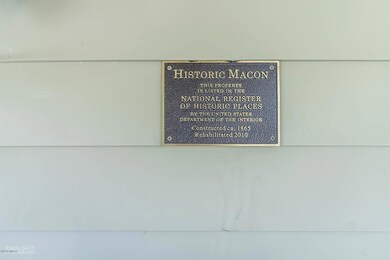 HISTORIC MACON
THIS PROPERTY
IS LISTED IN THE
NATIONAL REGISTER
OF HISTORIC PLACES
BY THE UNITED STATES
DEPARTMENT OF THE INTERIOR
Constructed ca. 1865
Rehabilitated 2010